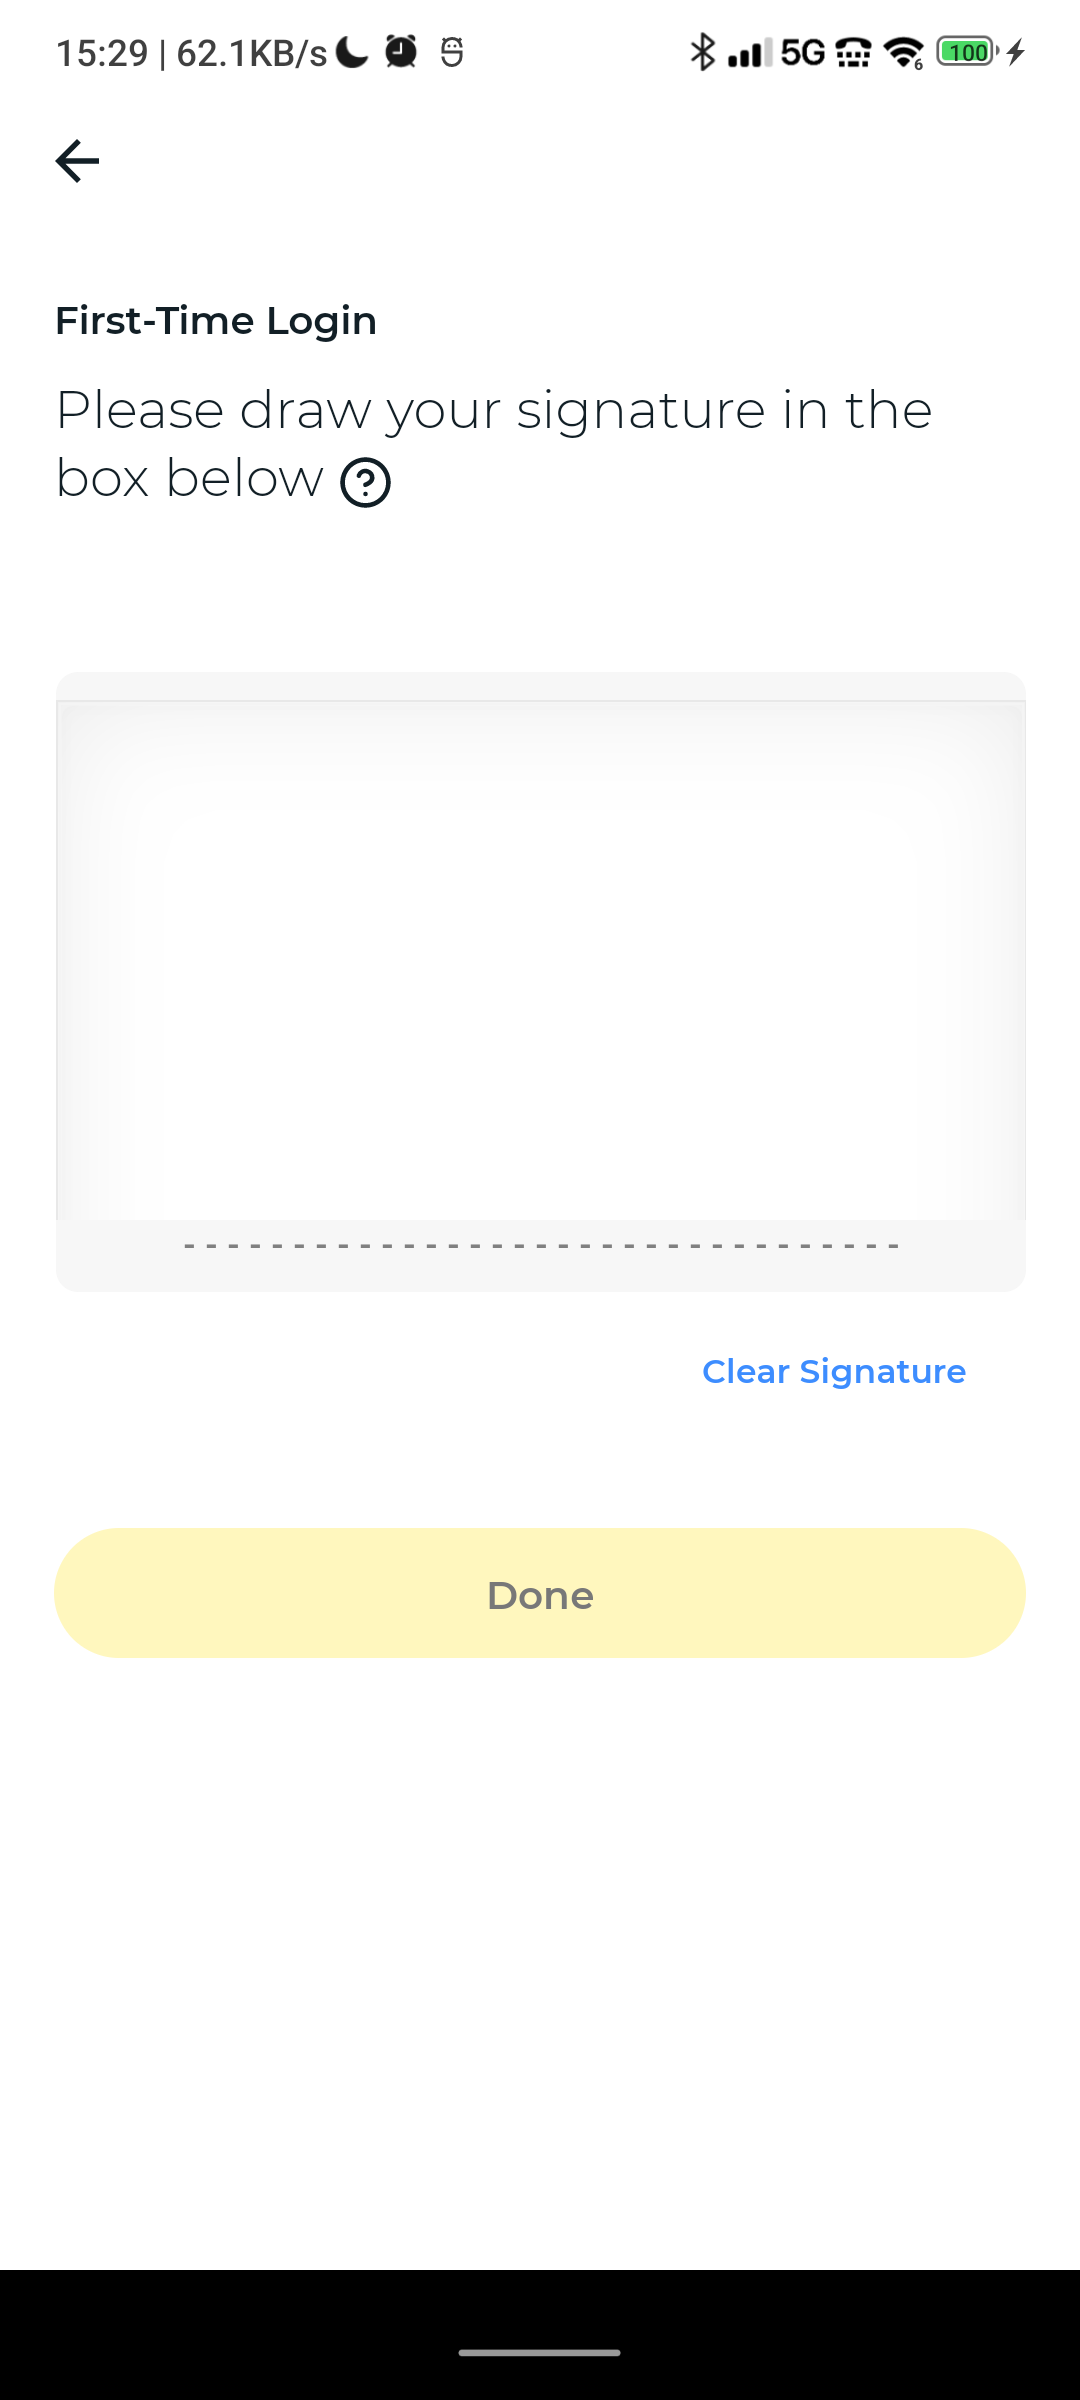 15:29 | 62.1KB/s 5G 6 100
First-Time Login
Please draw your signature in the
box below ?
Clear Signature
Done